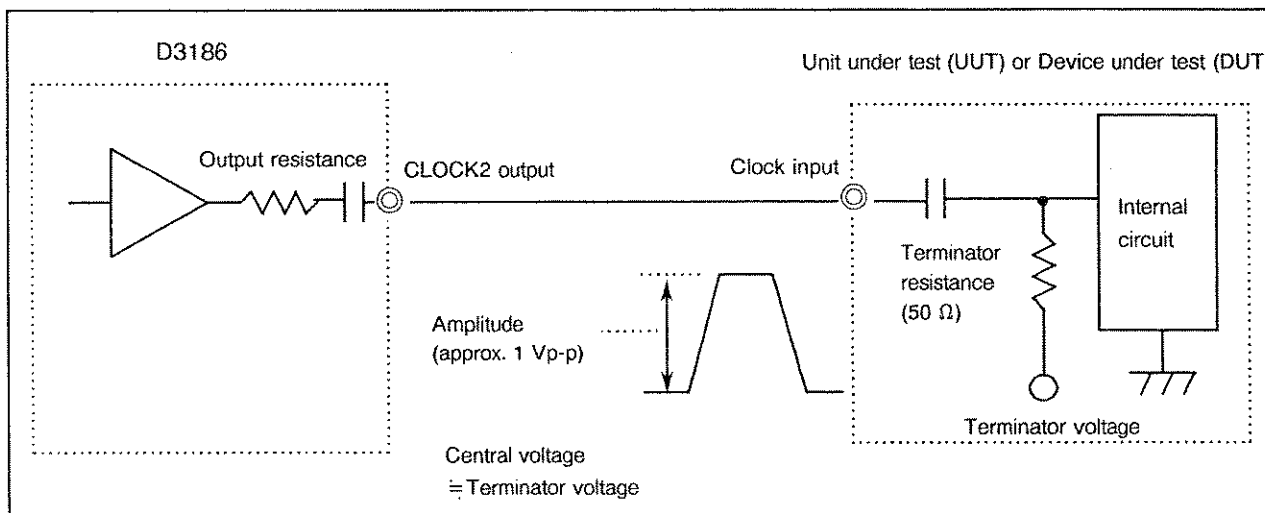 D3186
Unit under test (UUT) or Device under test (DUT
Output resistance
CLOCK2 output
Clock input
Internal
circuit
Terminator
resistance
(50 Ω)
Amplitude
(approx. 1 Vp-p)
Terminator voltage
Central voltage
≒Terminator voltage